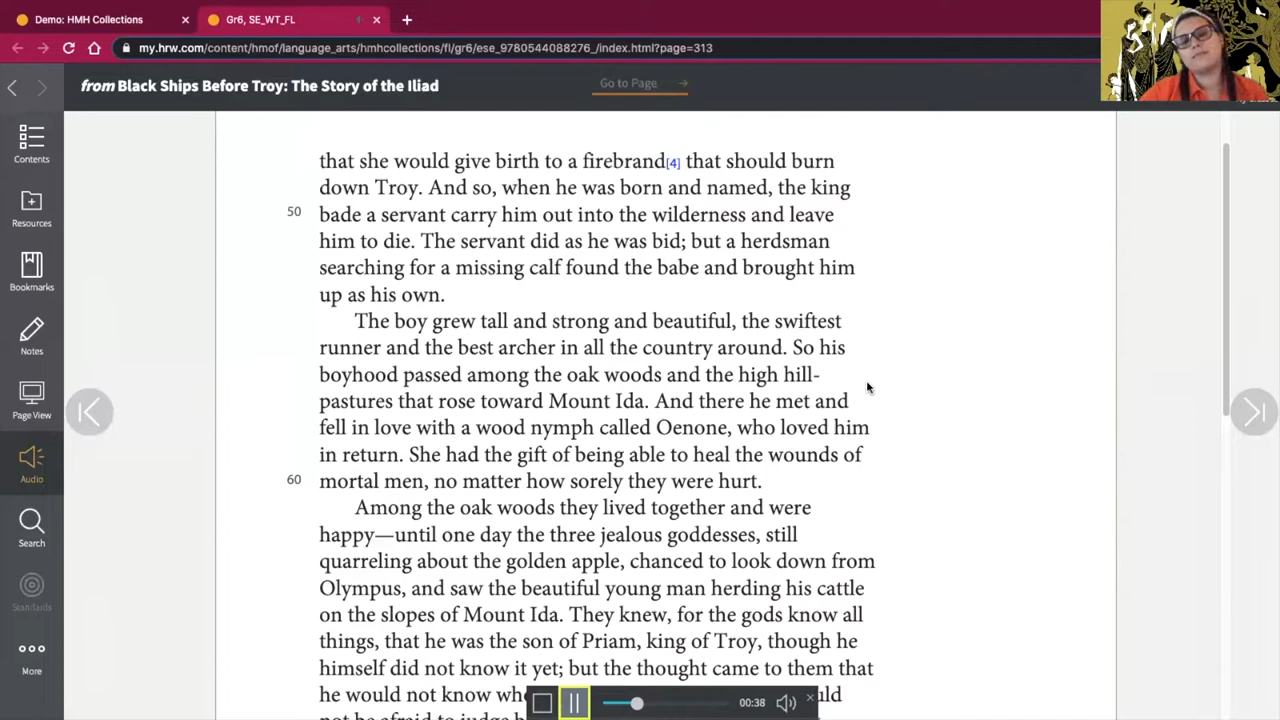 Demo: HMH Collections
Gr6, SE_WT_FL
my.hrw.com/content/hmof/language_arts/hmhcollections/fl/gr6/ese_9780544088276_/index.html?page=313
from Black Ships Before Troy: The Story of the Iliad
Go to Page
Contents
Resources
Bookmarks
Notes
Page View
Audio
Search
Standards
More
that she would give birth to a firebrand[4] that should burn
down Troy. And so, when he was born and named, the king
50 bade a servant carry him out into the wilderness and leave
him to die. The servant did as he was bid; but a herdsman
searching for a missing calf found the babe and brought him
up as his own.
The boy grew tall and strong and beautiful, the swiftest
runner and the best archer in all the country around. So his
boyhood passed among the oak woods and the high hill-
pastures that rose toward Mount Ida. And there he met and
fell in love with a wood nymph called Oenone, who loved him
in return. She had the gift of being able to heal the wounds of
60 mortal men, no matter how sorely they were hurt.
Among the oak woods they lived together and were
happy—until one day the three jealous goddesses, still
quarreling about the golden apple, chanced to look down from
Olympus, and saw the beautiful young man herding his cattle
on the slopes of Mount Ida. They knew, for the gods know all
things, that he was the son of Priam, king of Troy, though he
himself did not know it yet; but the thought came to them that
he would not know
00:38